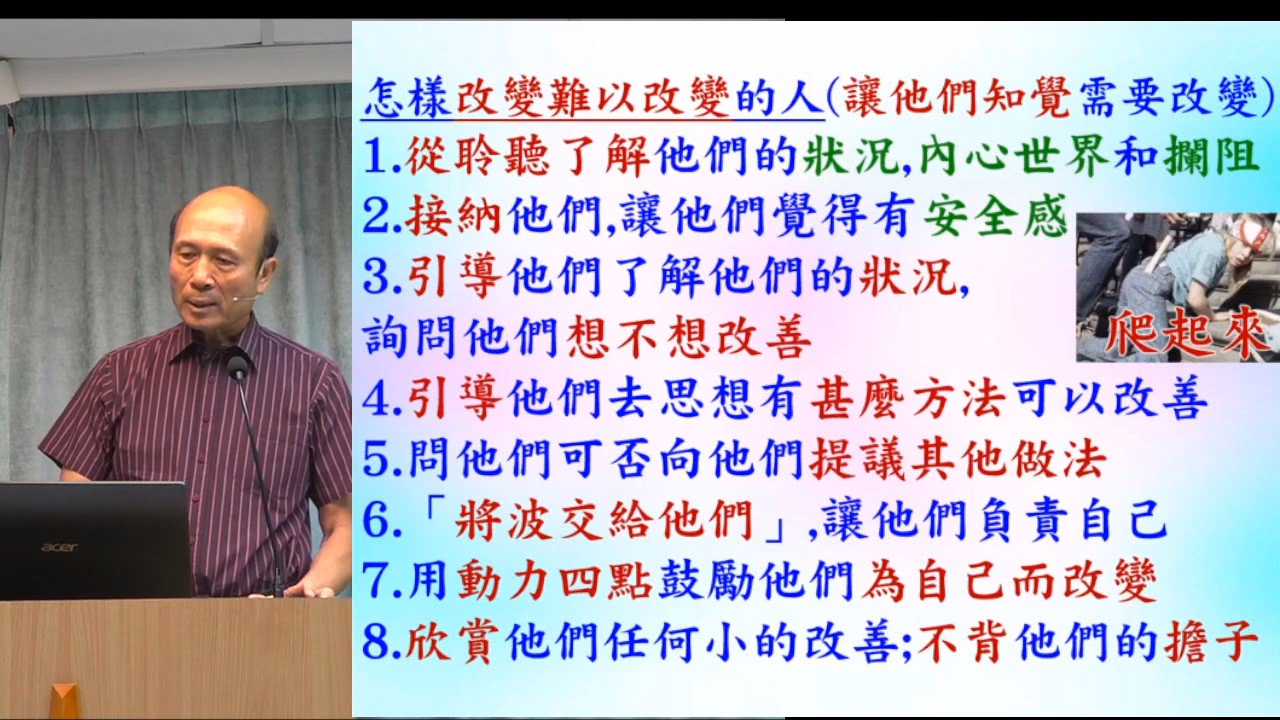 怎樣改變難以改變的人(讓他們知覺需要改變)
1.從聆聽了解他們的狀況,內心世界和攔阻
2.接納他們,讓他們覺得有安全感
3.引導他們了解他們的狀況,
詢問他們想不想改善
爬起來
4.引導他們去思想有甚麼方法可以改善
5.問他們可否向他們提議其他做法
6.「將波交給他們」,讓他們負責自己
7.用動力四點鼓勵他們為自己而改變
8.欣賞他們任何小的改善;不背他們的擔子
acer